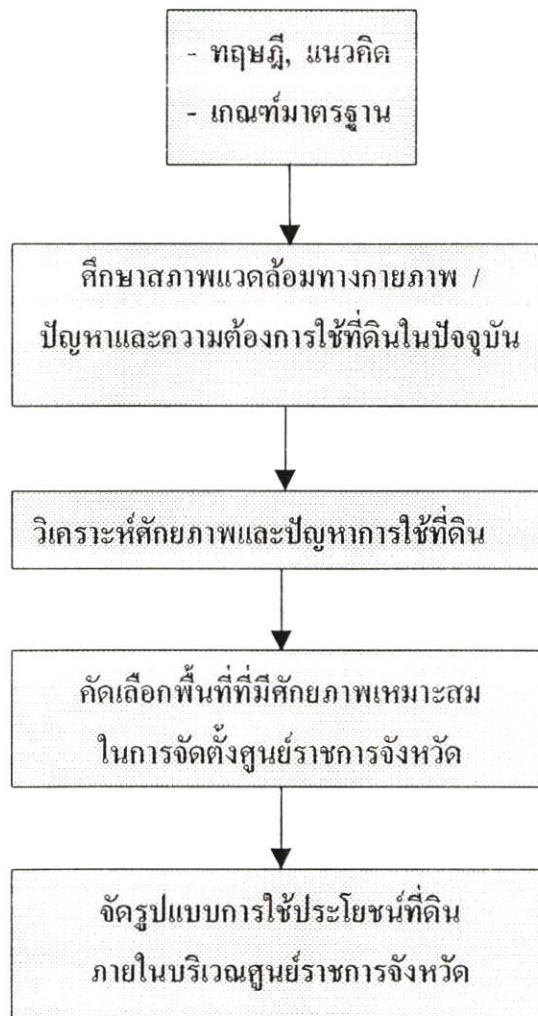 - ทฤษฎี, แนวคิด
- เกณฑ์มาตรฐาน
ศึกษาสภาพแวดล้อมทางกายภาพ /
ปัญหาและความต้องการใช้ที่ดินในปัจจุบัน
วิเคราะห์ศักยภาพและปัญหาการใช้ที่ดิน
คัดเลือกพื้นที่ที่มีศักยภาพเหมาะสม
ในการจัดตั้งศูนย์ราชการจังหวัด
จัดรูปแบบการใช้ประโยชน์ที่ดิน
ภายในบริเวณศูนย์ราชการจังหวัด